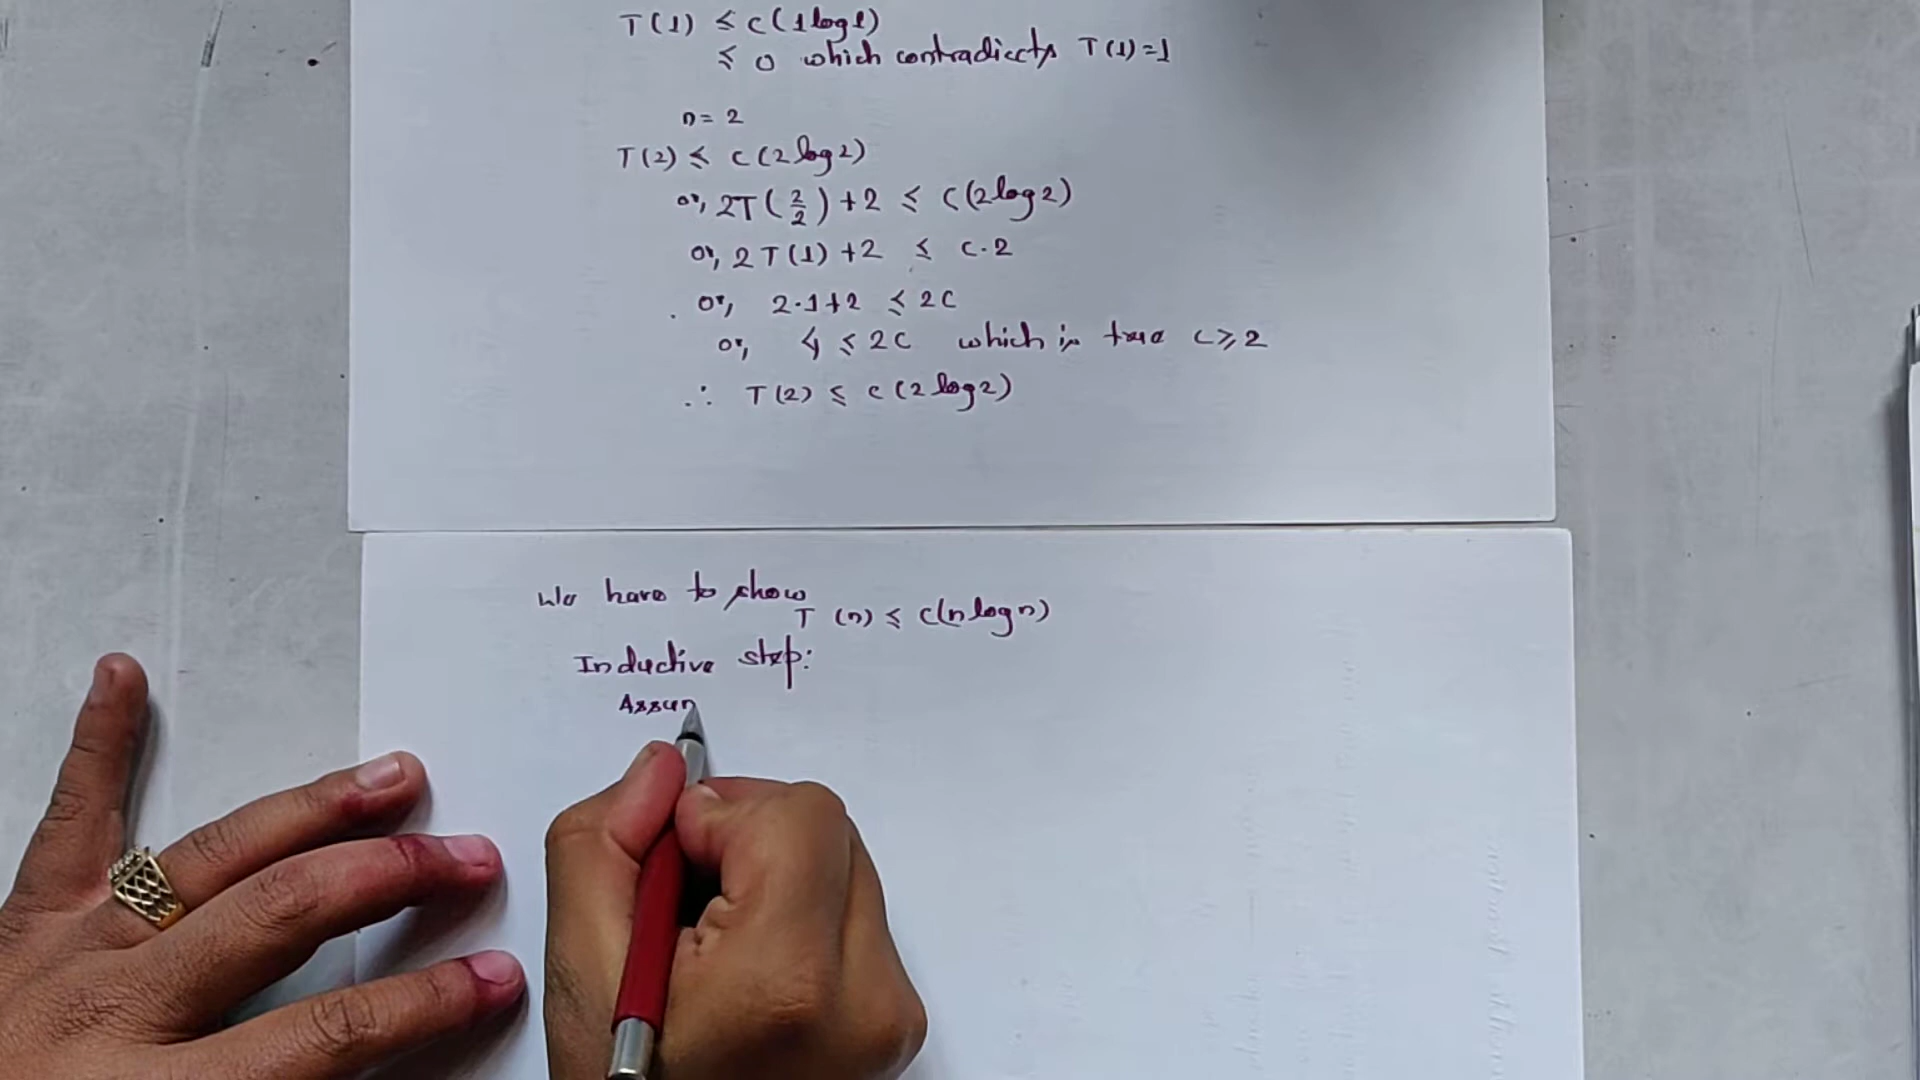 T(1) ≤ c(1log1)
≤ 0 which contradicts T(1)=1
n = 2
T(2) ≤ c(2log2)
or, 2T(2/2)+2 ≤ c(2log2)
or, 2T(1)+2 ≤ c.2
or, 2.1+2 ≤ 2c
or, 4 ≤ 2c which is true c≥2
∴ T(2) ≤ c(2log2)
We have to show
T(n) ≤ c(nlogn)
Inductive step:
Assum